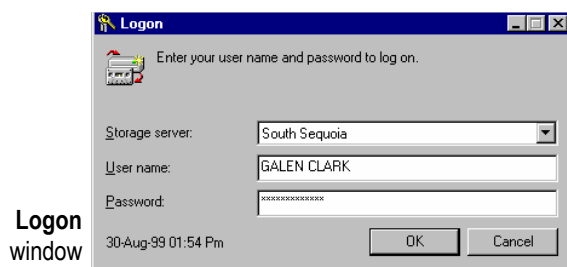 Logon
Enter your user name and password to log on.
Storage server: South Sequoia
User name: GALEN CLARK
Password: xxxxxxxxxxxxx
Logon
window
30-Aug-99 01:54 Pm OK Cancel